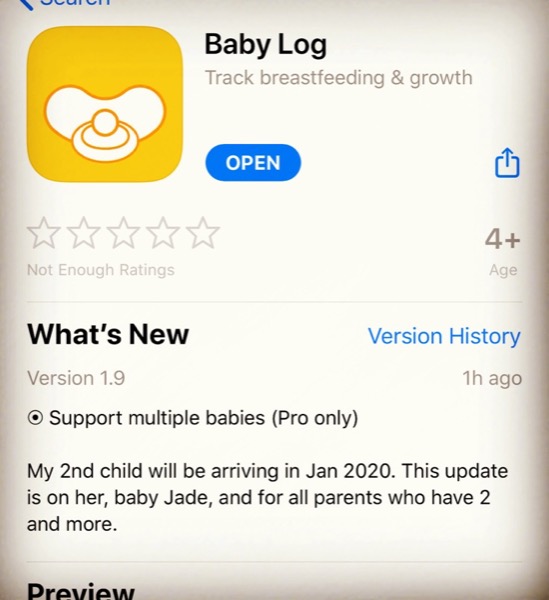 Search
Baby Log
Track breastfeeding & growth
OPEN
4+
Not Enough Ratings
Age
What's New
Version History
Version 1.9
1h ago
Support multiple babies (Pro only)
My 2nd child will be arriving in Jan 2020. This update
is on her, baby Jade, and for all parents who have 2
and more.
Preview